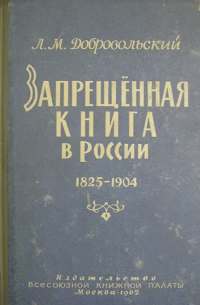 Л. М. Добровольский
ЗАПРЕЩЁННАЯ
КНИГА
В РОССИИ
1825-1904
Издательство
ВСЕСОЮЗНОЙ КНИЖНОЙ ПАЛАТЫ
Москва-1962